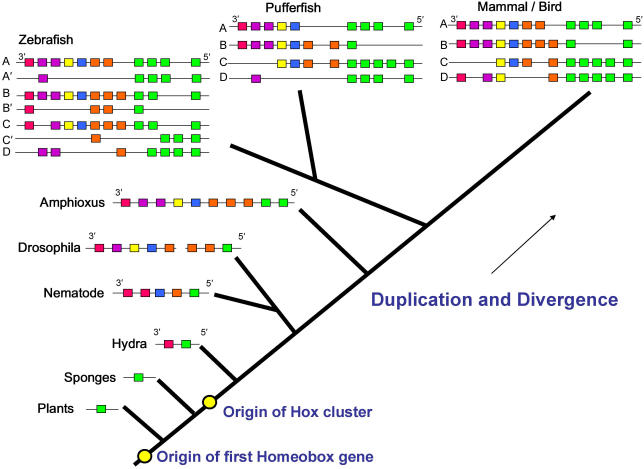 Mammal / Bird
Pufferfish
Zebrafish
3' 5'
A
B
C
D
3' 5'
A
B
C
D
3' 5'
A
A'
B
B'
C
C'
D
Amphioxus 3' 5'
Drosophila 3' 5'
Nematode 3' 5'
Duplication and Divergence
Hydra 3' 5'
Sponges
Plants
Origin of Hox cluster
Origin of first Homeobox gene